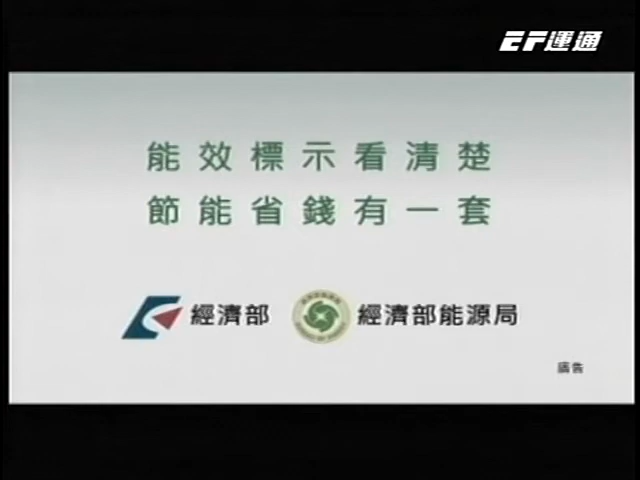 EF運通
能效標示看清楚
節能省錢有一套
經濟部
經濟部能源局
廣告